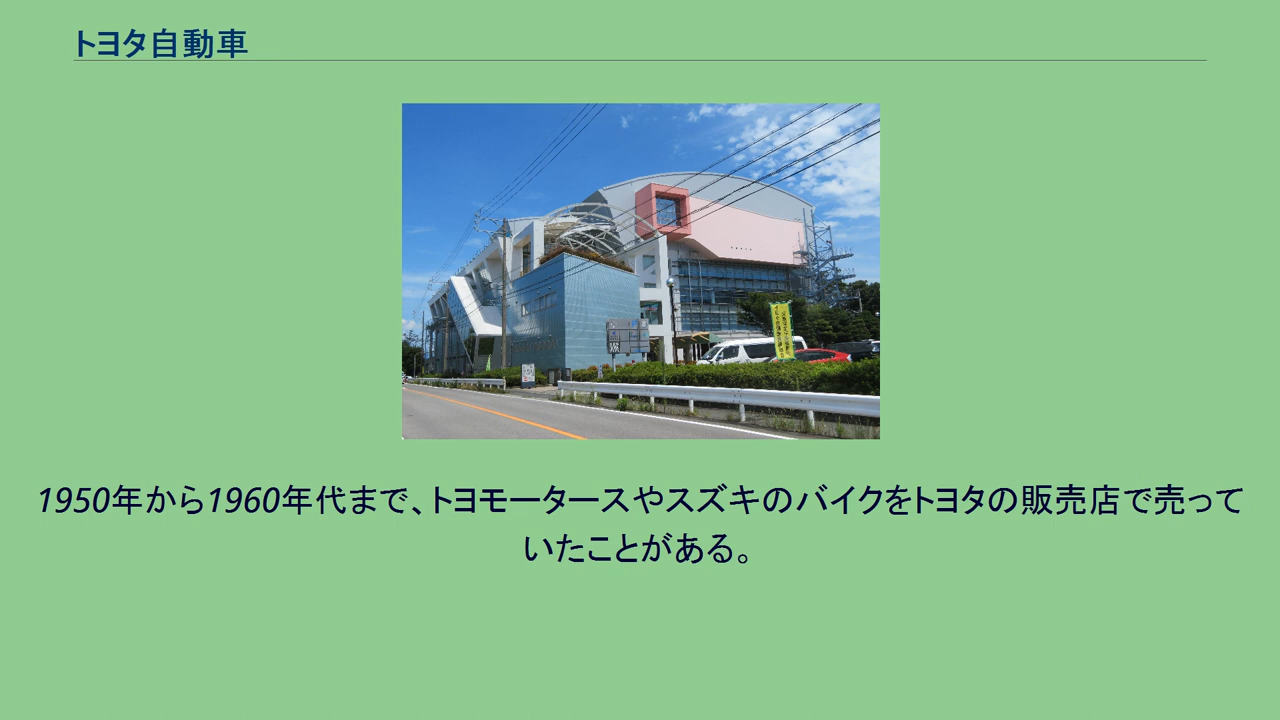 トヨタ自動車
1950年から1960年代まで、トヨモータースやスズキのバイクをトヨタの販売店で売って
いたことがある。